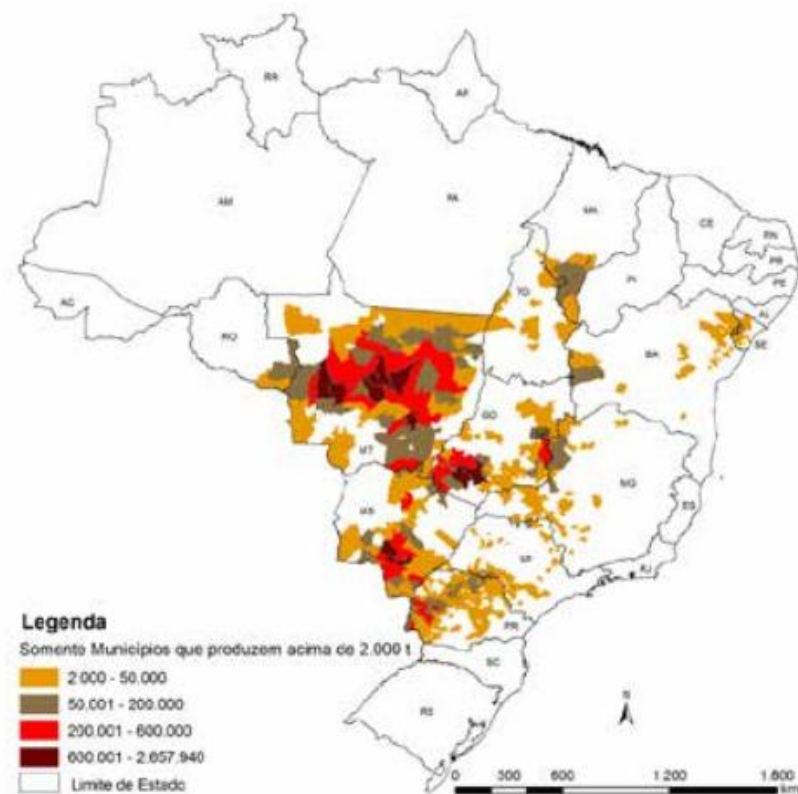 RR
AP
AM
PA
MA
CE
RN
PB
PE
AL
SE
PI
TO
AC
RO
BA
MT
GO
MG
ES
MS
SP
RJ
PR
SC
RS
N
Legenda
Somente Municípios que produzem acima de 2.000 t
2.000 - 50.000
50.001 - 200.000
200.001 - 600.000
600.001 - 2.657.940
Limite de Estado
0 300 600 1.200 1.800
km